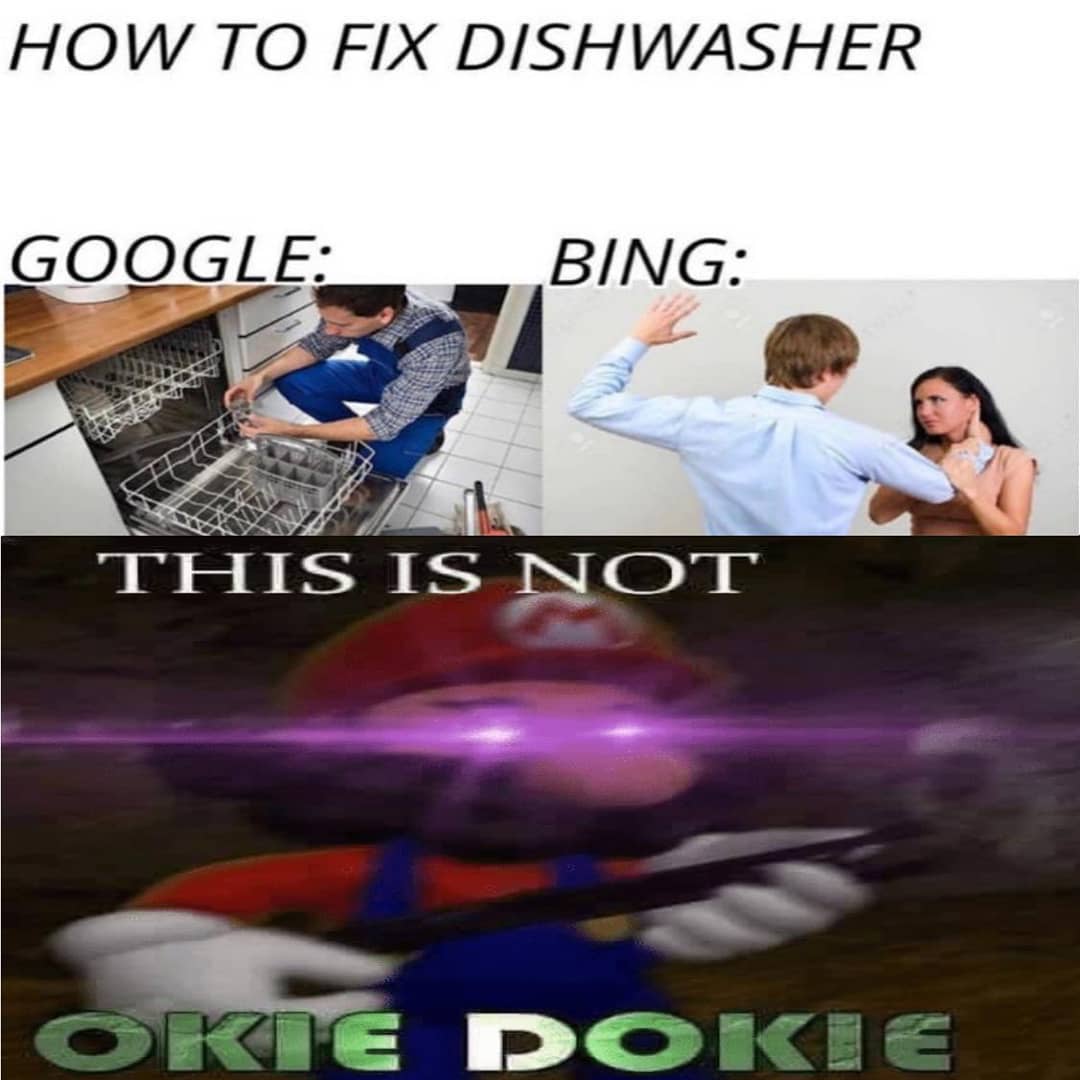 HOW TO FIX DISHWASHER
GOOGLE:
BING:
THIS IS NOT
OKIE DOKIE